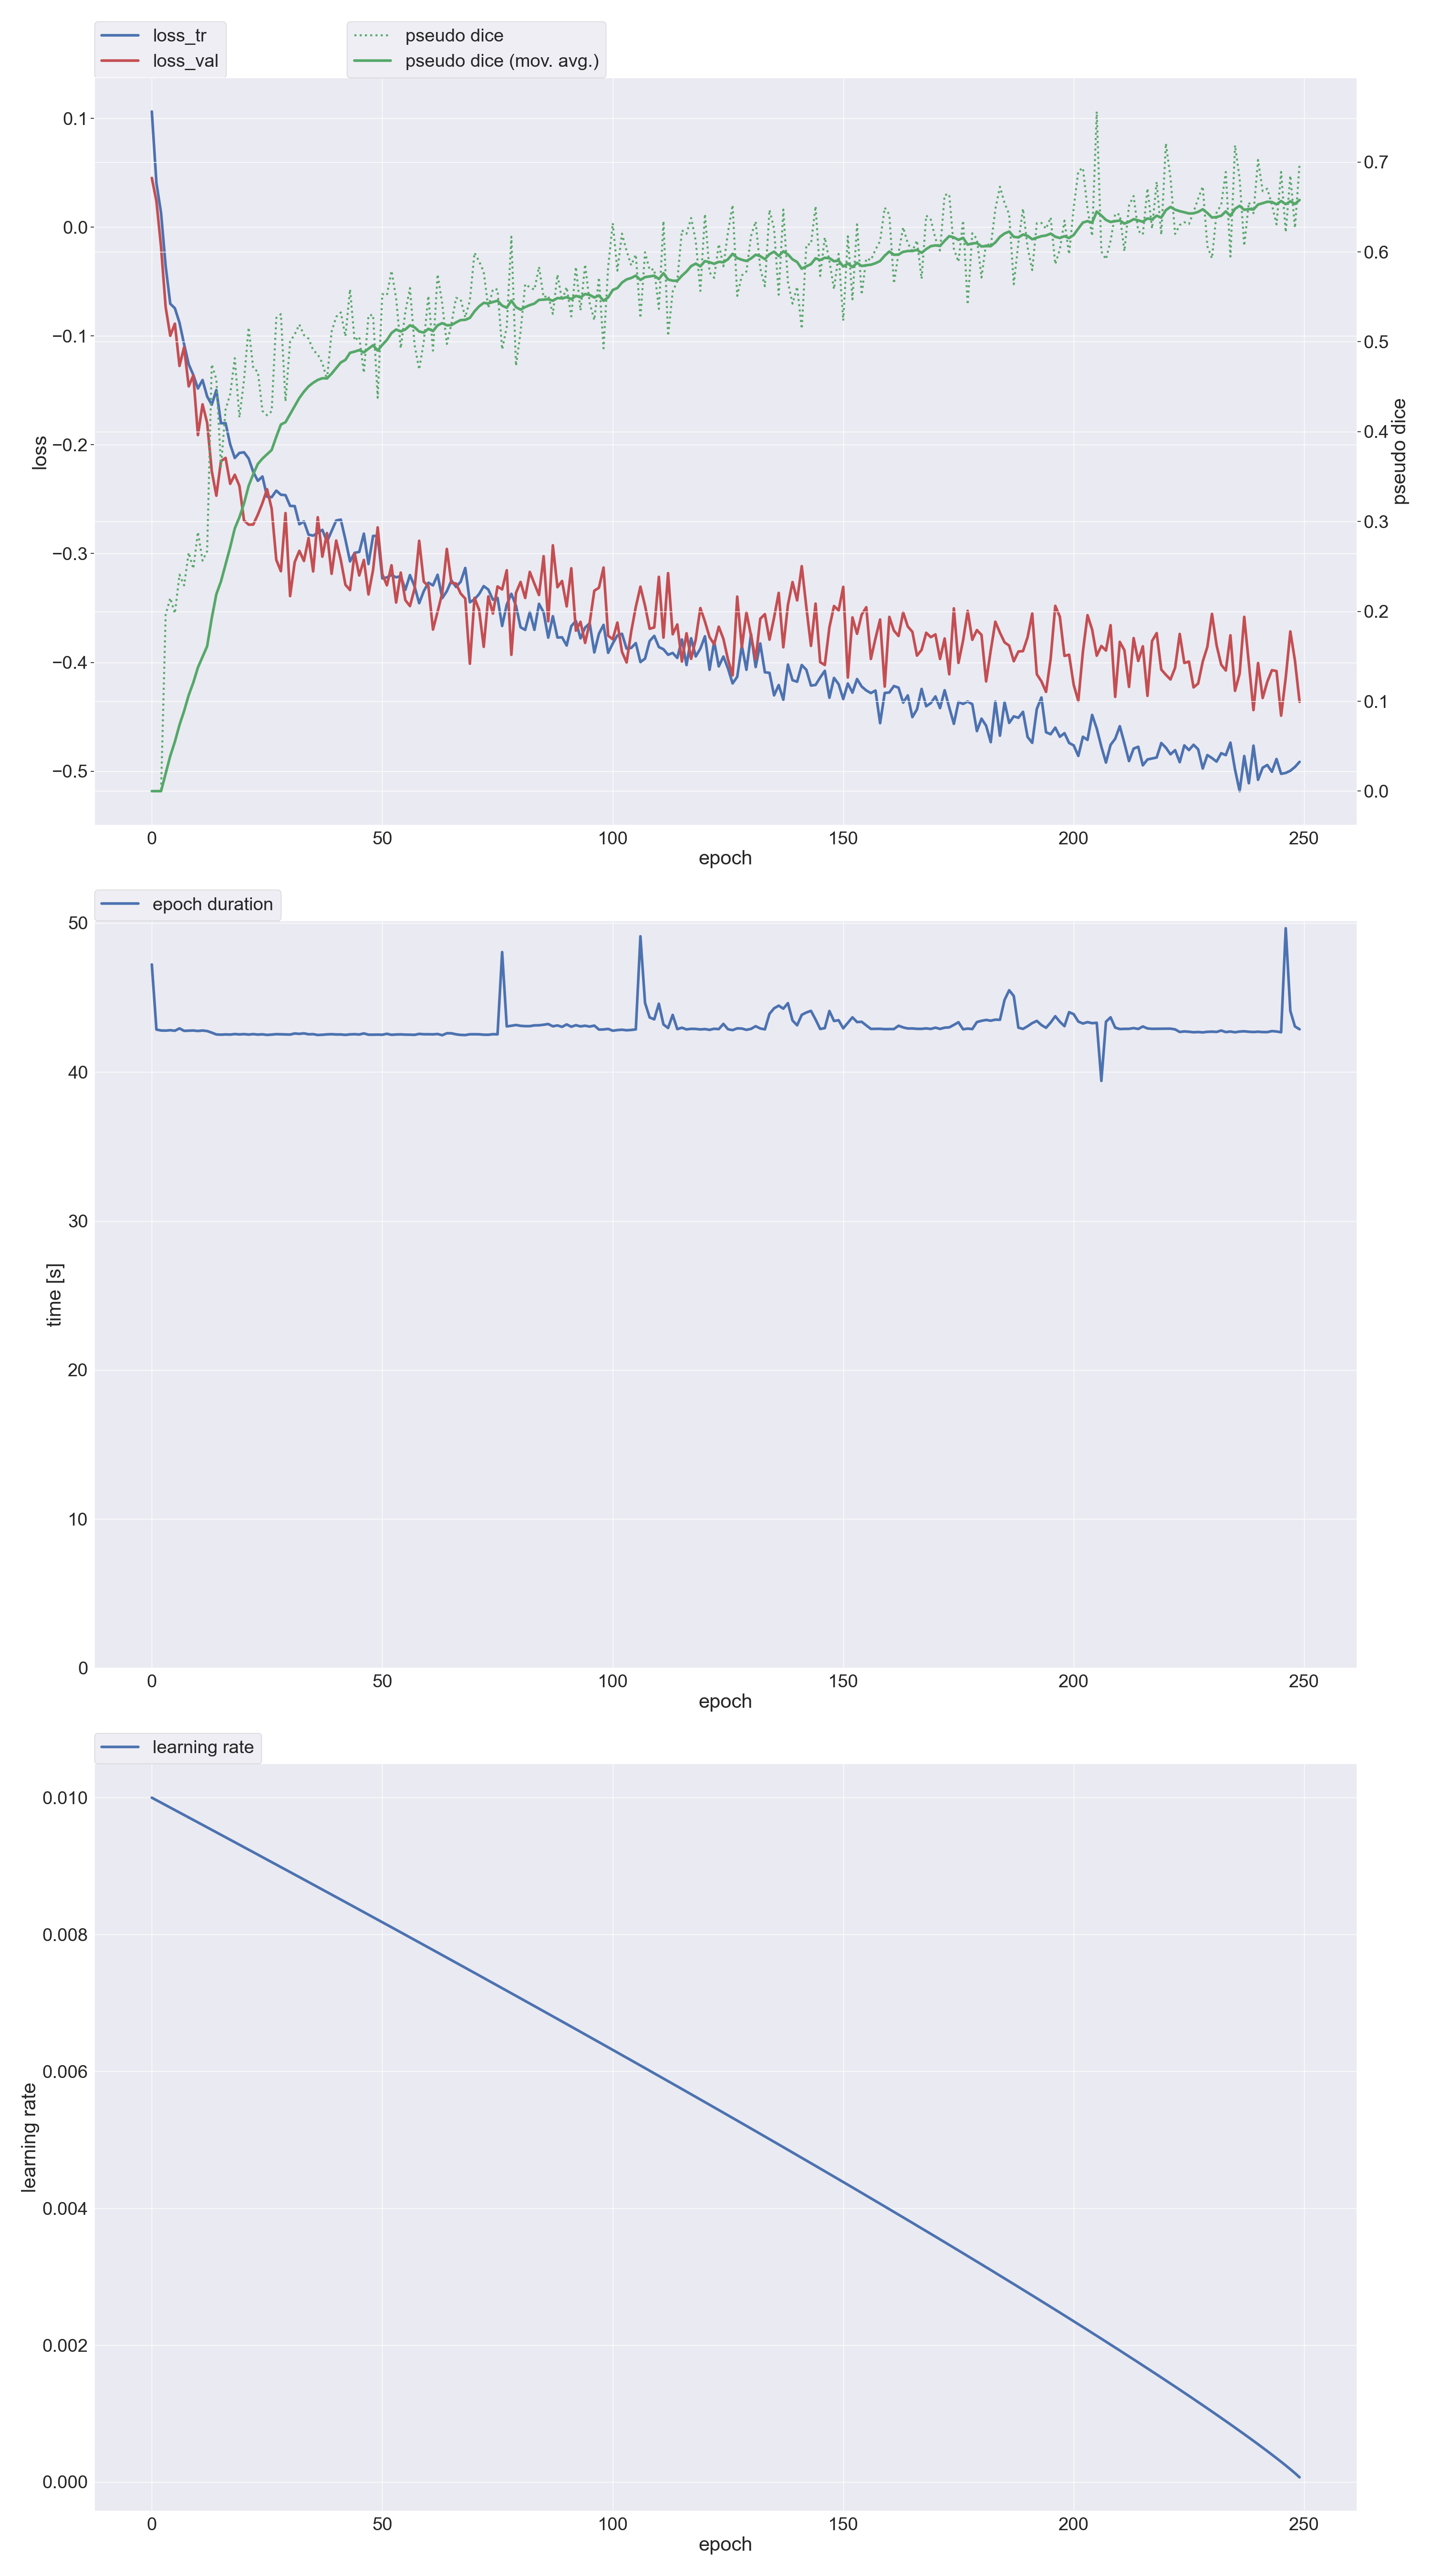 loss_tr
loss_val
pseudo dice
pseudo dice (mov. avg.)
0.1
0.0
−0.1
−0.2
−0.3
−0.4
−0.5
loss
0.7
0.6
0.5
0.4
0.3
0.2
0.1
0.0
pseudo dice
0 50 100 150 200 250
epoch
epoch duration
50
40
30
20
10
0
time [s]
0 50 100 150 200 250
epoch
learning rate
0.010
0.008
0.006
0.004
0.002
0.000
learning rate
0 50 100 150 200 250
epoch